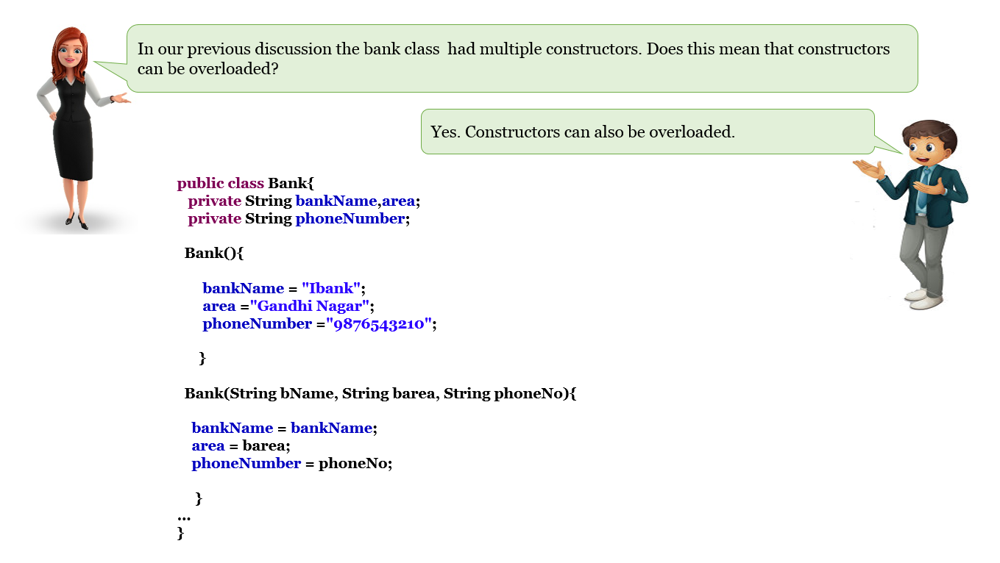 In our previous discussion the bank class  had multiple constructors. Does this mean that constructors
can be overloaded?
Yes. Constructors can also be overloaded.
public class Bank{
private String bankName,area;
private String phoneNumber;
Bank(){
bankName = "Ibank";
area ="Gandhi Nagar";
phoneNumber ="9876543210";
}
Bank(String bName, String barea, String phoneNo){
bankName = bankName;
area = barea;
phoneNumber = phoneNo;
}
...
}